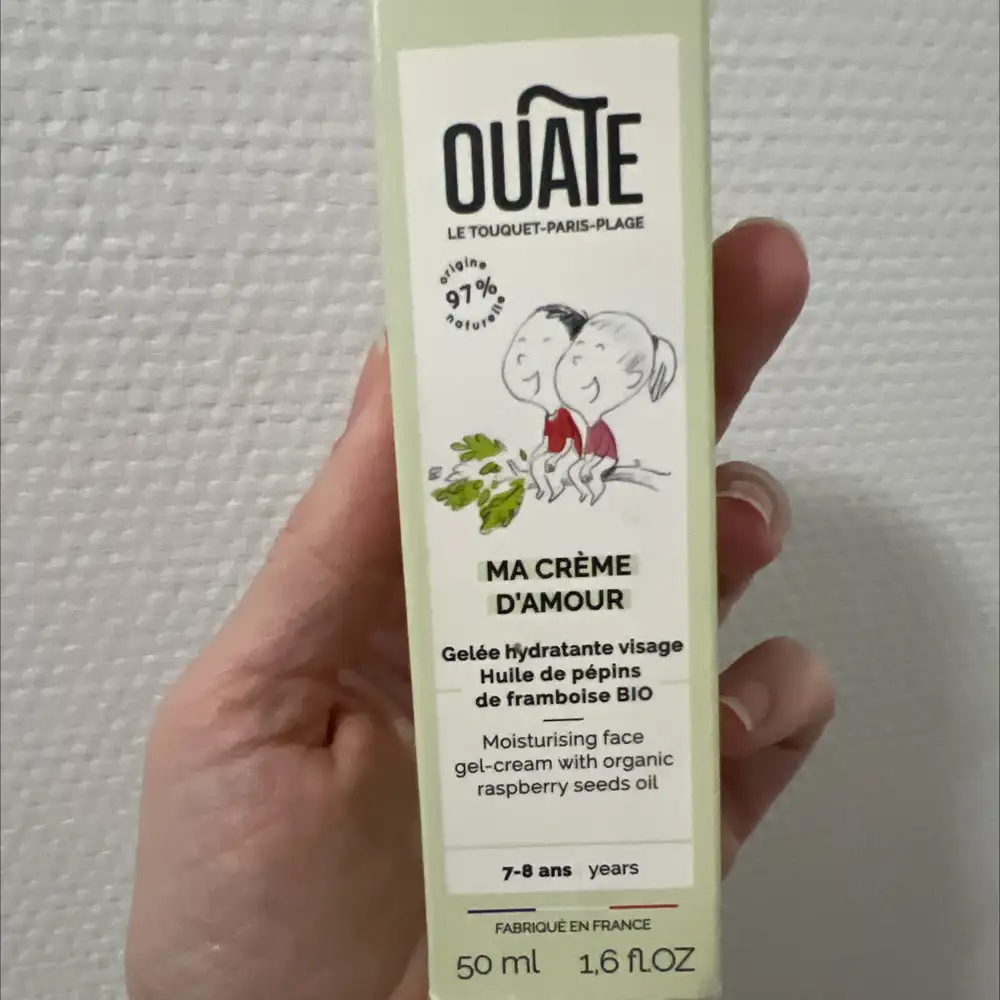 OUATE
LE TOUQUET-PARIS-PLAGE
origine
97%
naturelle
MA CRÈME
D'AMOUR
Gelée hydratante visage
Huile de pépins
de framboise BIO
Moisturising face
gel-cream with organic
raspberry seeds oil
7-8 ans years
FABRIQUÉ EN FRANCE
50 ml 1,6 fl.OZ